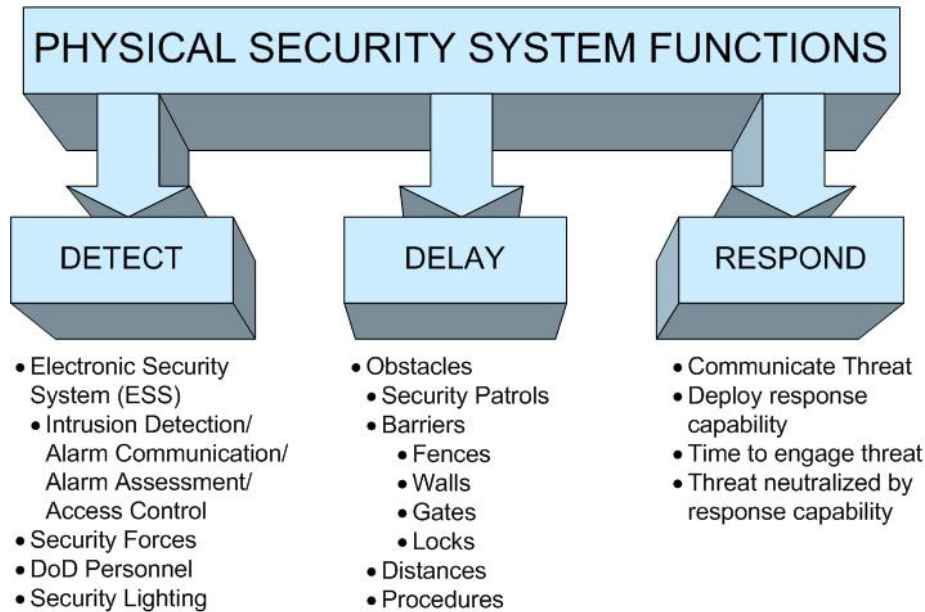 PHYSICAL SECURITY SYSTEM FUNCTIONS
DETECT
• Electronic Security
System (ESS)
• Intrusion Detection/
Alarm Communication/
Alarm Assessment/
Access Control
• Security Forces
• DoD Personnel
• Security Lighting
DELAY
• Obstacles
• Security Patrols
• Barriers
• Fences
• Walls
• Gates
• Locks
• Distances
• Procedures
RESPOND
• Communicate Threat
• Deploy response
capability
• Time to engage threat
• Threat neutralized by
response capability